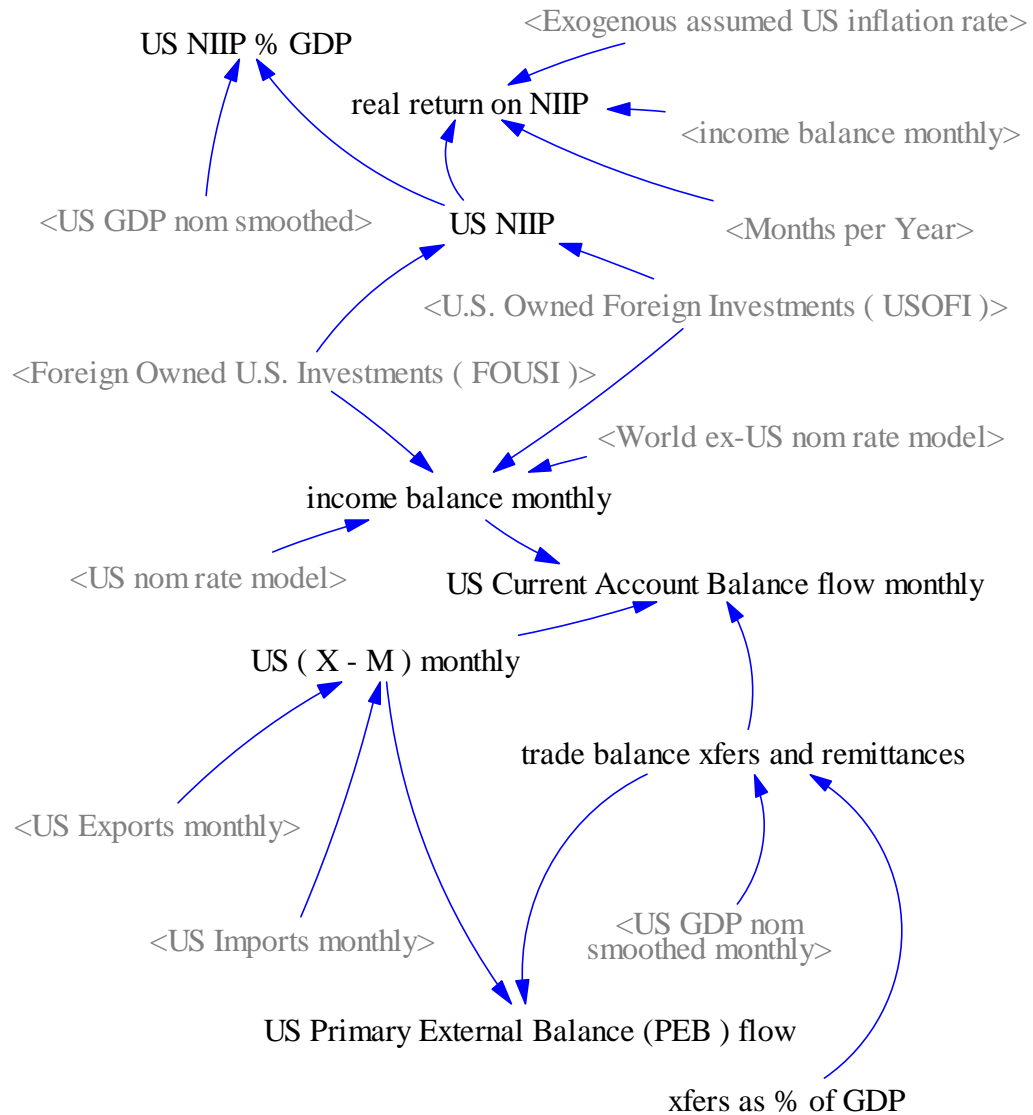 <Exogenous assumed US inflation rate>
US NIIP % GDP
real return on NIIP
<income balance monthly>
<US GDP nom smoothed>
US NIIP
<Months per Year>
<U.S. Owned Foreign Investments ( USOFI )>
<Foreign Owned U.S. Investments ( FOUSI )>
<World ex-US nom rate model>
income balance monthly
<US nom rate model>
US Current Account Balance flow monthly
US ( X - M ) monthly
trade balance xfers and remittances
<US Exports monthly>
<US GDP nom
smoothed monthly>
<US Imports monthly>
US Primary External Balance (PEB ) flow
xfers as % of GDP